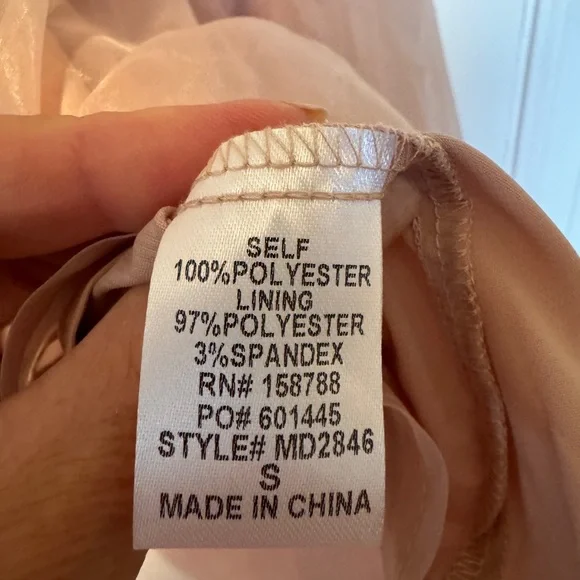 SELF
100%POLYESTER
LINING
97%POLYESTER
3%SPANDEX
RN# 158788
PO# 601445
STYLE# MD2846
S
MADE IN CHINA